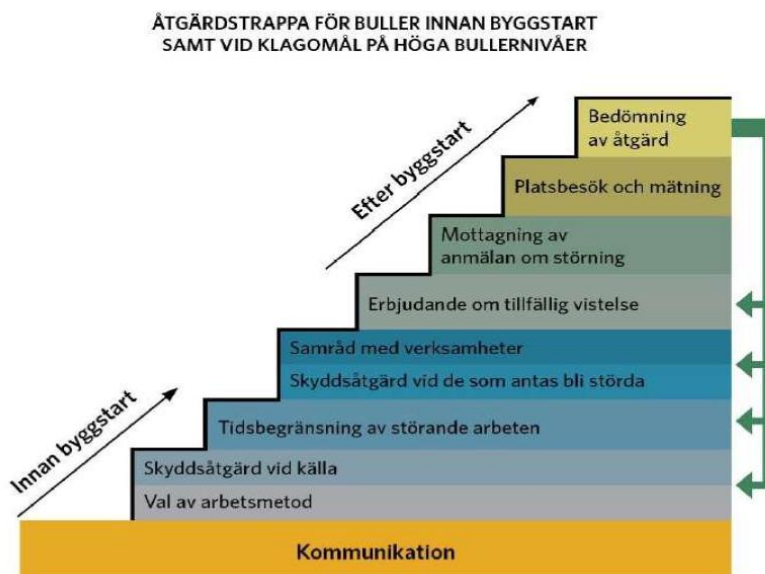 ÅTGÄRDSTRAPPA FÖR BULLER INNAN BYGGSTART
SAMT VID KLAGOMÅL PÅ HÖGA BULLERNIVÅER
Efter byggstart
Bedömning
av åtgärd
Platsbesök och mätning
Mottagning av
anmälan om störning
Erbjudande om tillfällig vistelse
Samråd med verksamheter
Skyddsåtgärd vid de som antas bli störda
Innan byggstart
Tidsbegränsning av störande arbeten
Skyddsåtgärd vid källa
Val av arbetsmetod
Kommunikation